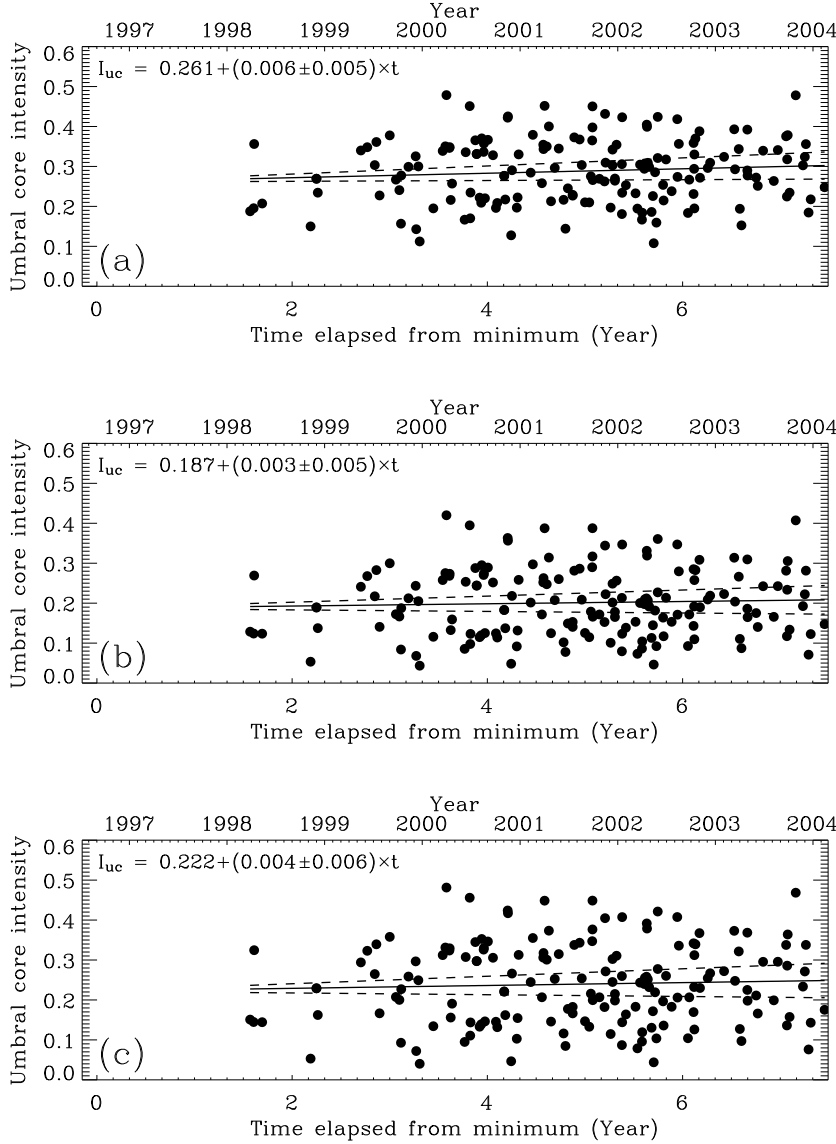 Year
1997 1998 1999 2000 2001 2002 2003 2004
0.6
I_uc = 0.261+(0.006±0.005)×t
0.5
0.4
0.3
0.2
0.1
0.0
Umbral core intensity
(a)
0 2 4 6
Time elapsed from minimum (Year)
Year
1997 1998 1999 2000 2001 2002 2003 2004
0.6
I_uc = 0.187+(0.003±0.005)×t
0.5
0.4
0.3
0.2
0.1
0.0
Umbral core intensity
(b)
0 2 4 6
Time elapsed from minimum (Year)
Year
1997 1998 1999 2000 2001 2002 2003 2004
0.6
I_uc = 0.222+(0.004±0.006)×t
0.5
0.4
0.3
0.2
0.1
0.0
Umbral core intensity
(c)
0 2 4 6
Time elapsed from minimum (Year)